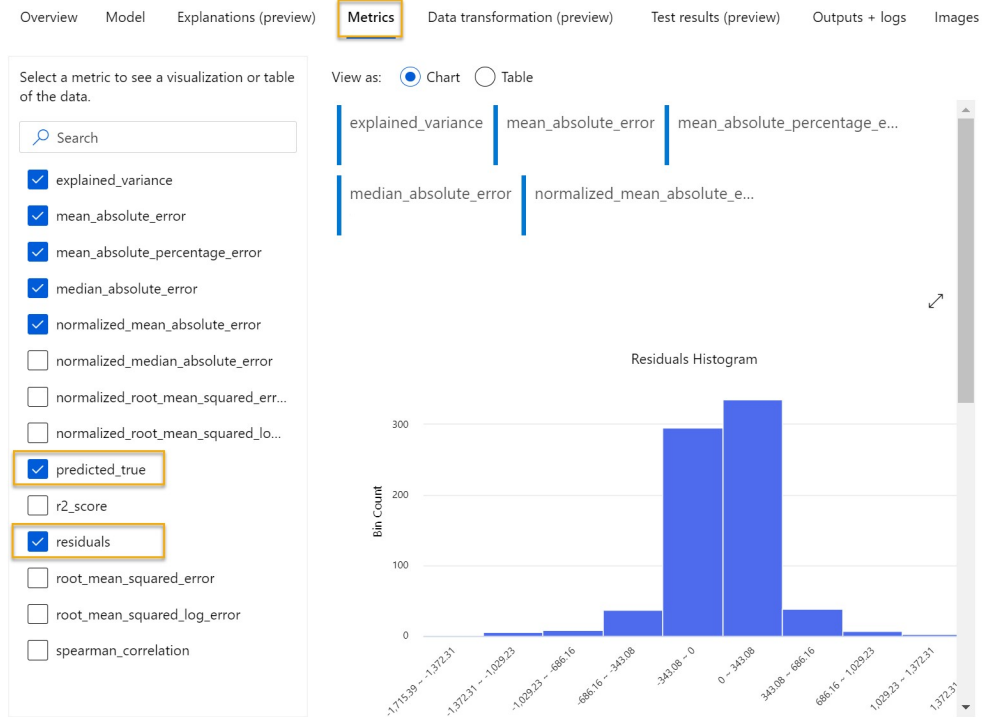 Overview Model Explanations (preview) Metrics Data transformation (preview) Test results (preview) Outputs + logs Images
Select a metric to see a visualization or table
of the data.
Search
explained_variance
mean_absolute_error
mean_absolute_percentage_error
median_absolute_error
normalized_mean_absolute_error
normalized_median_absolute_error
normalized_root_mean_squared_err...
normalized_root_mean_squared_lo...
predicted_true
r2_score
residuals
root_mean_squared_error
root_mean_squared_log_error
spearman_correlation
View as: Chart Table
explained_variance mean_absolute_error mean_absolute_percentage_e...
median_absolute_error normalized_mean_absolute_e...
Residuals Histogram
Bin Count
300
200
100
0
-1,715.39 ~ -1,372.31
-1,372.31 ~ -1,029.23
-1,029.23 ~ -686.16
-686.16 ~ -343.08
-343.08 ~ 0
0 ~ 343.08
343.08 ~ 686.16
686.16 ~ 1,029.23
1,029.23 ~ 1,372.31
1,372.31